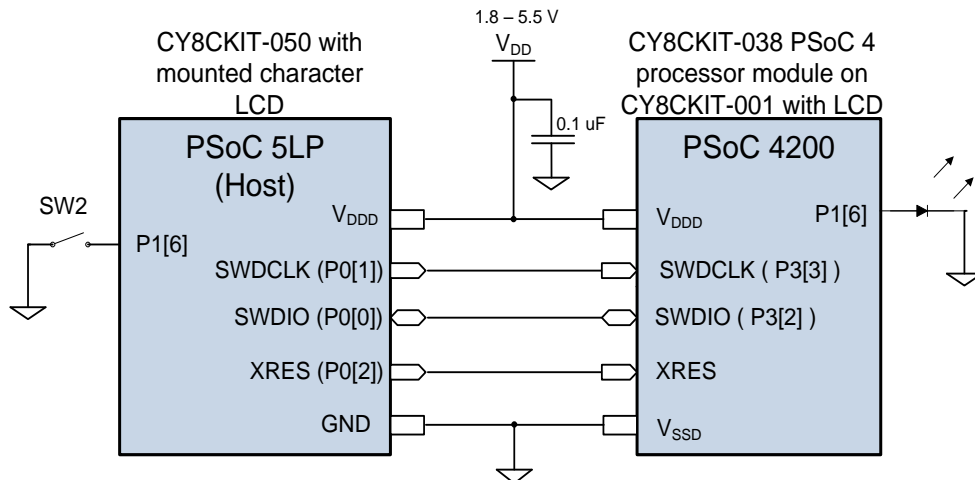 1.8 – 5.5 V
VDD
CY8CKIT-050 with
mounted character
LCD
CY8CKIT-038 PSoC 4
processor module on
CY8CKIT-001 with LCD
0.1 uF
PSoC 5LP
(Host)
PSoC 4200
SW2
P1[6]
VDDD
SWDCLK (P0[1])
SWDIO (P0[0])
XRES (P0[2])
GND
VDDD
P1[6]
SWDCLK ( P3[3] )
SWDIO ( P3[2] )
XRES
VSSD